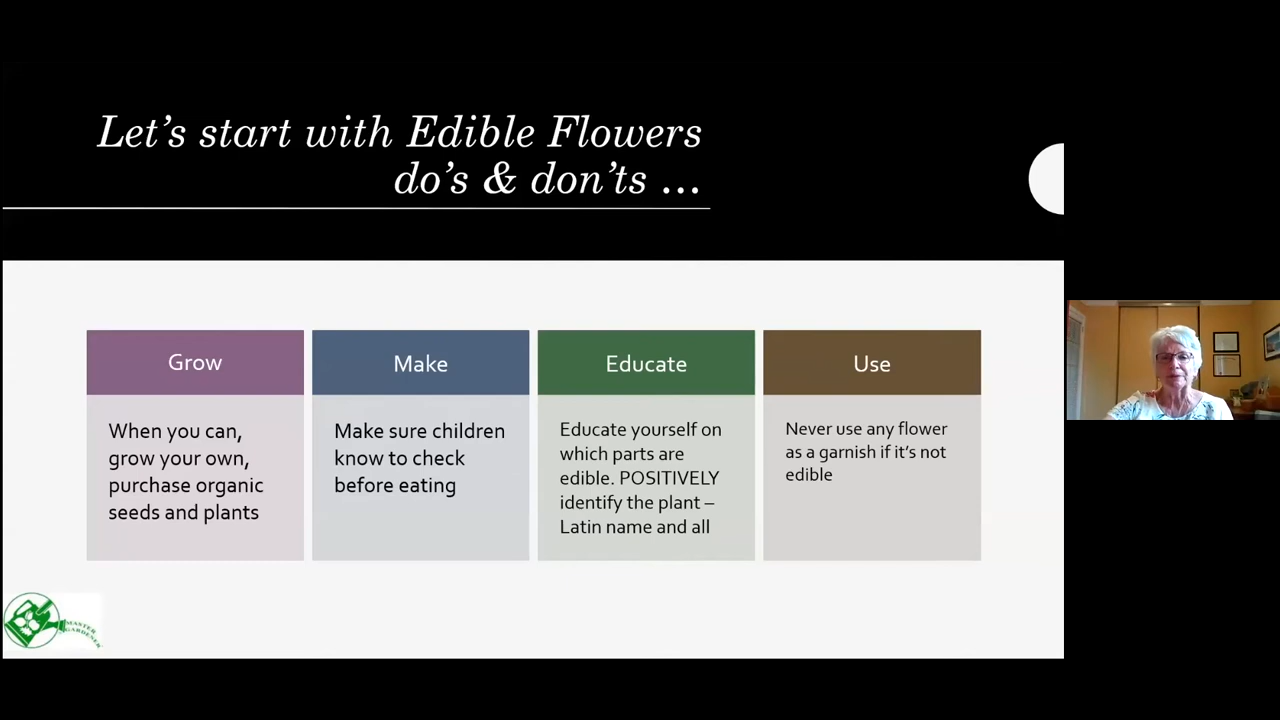 Let’s start with Edible Flowers
do’s & don’ts ...
Grow
When you can,
grow your own,
purchase organic
seeds and plants
Make
Make sure children
know to check
before eating
Educate
Educate yourself on
which parts are
edible. POSITIVELY
identify the plant –
Latin name and all
Use
Never use any flower
as a garnish if it’s not
edible
MASTER
GARDENER